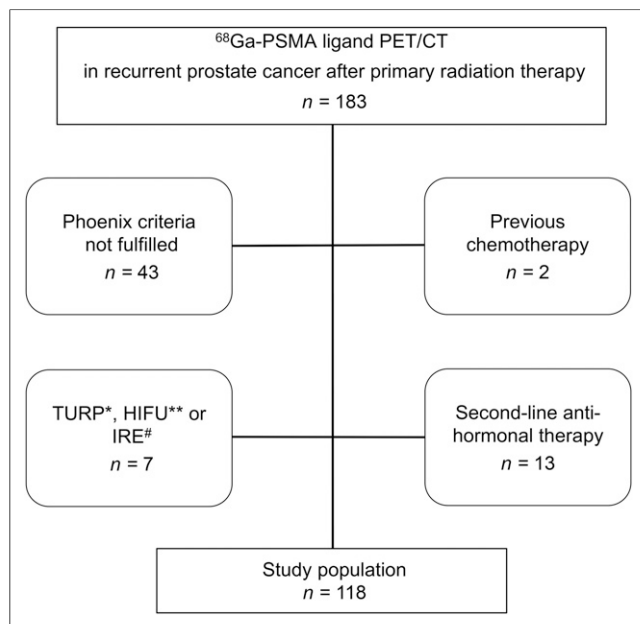 ⁶⁸Ga-PSMA ligand PET/CT
in recurrent prostate cancer after primary radiation therapy
n = 183
Phoenix criteria
not fulfilled
n = 43
Previous
chemotherapy
n = 2
TURP*, HIFU** or
IRE#
n = 7
Second-line anti-
hormonal therapy
n = 13
Study population
n = 118